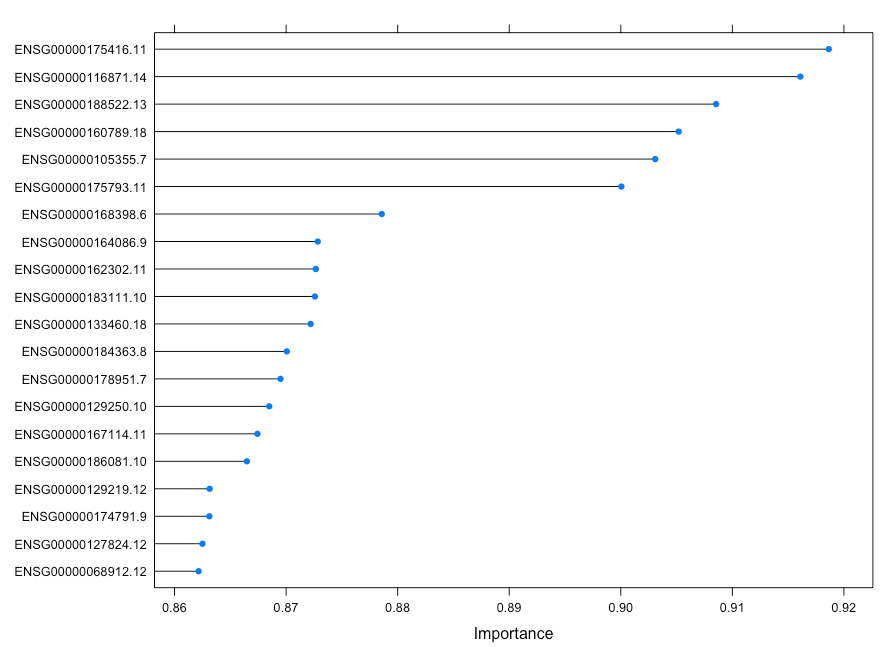 ENSG00000175416.11
ENSG00000116871.14
ENSG00000188522.13
ENSG00000160789.18
ENSG00000105355.7
ENSG00000175793.11
ENSG00000168398.6
ENSG00000164086.9
ENSG00000162302.11
ENSG00000183111.10
ENSG00000133460.18
ENSG00000184363.8
ENSG00000178951.7
ENSG00000129250.10
ENSG00000167114.11
ENSG00000186081.10
ENSG00000129219.12
ENSG00000174791.9
ENSG00000127824.12
ENSG00000068912.12
0.86 0.87 0.88 0.89 0.90 0.91 0.92
Importance